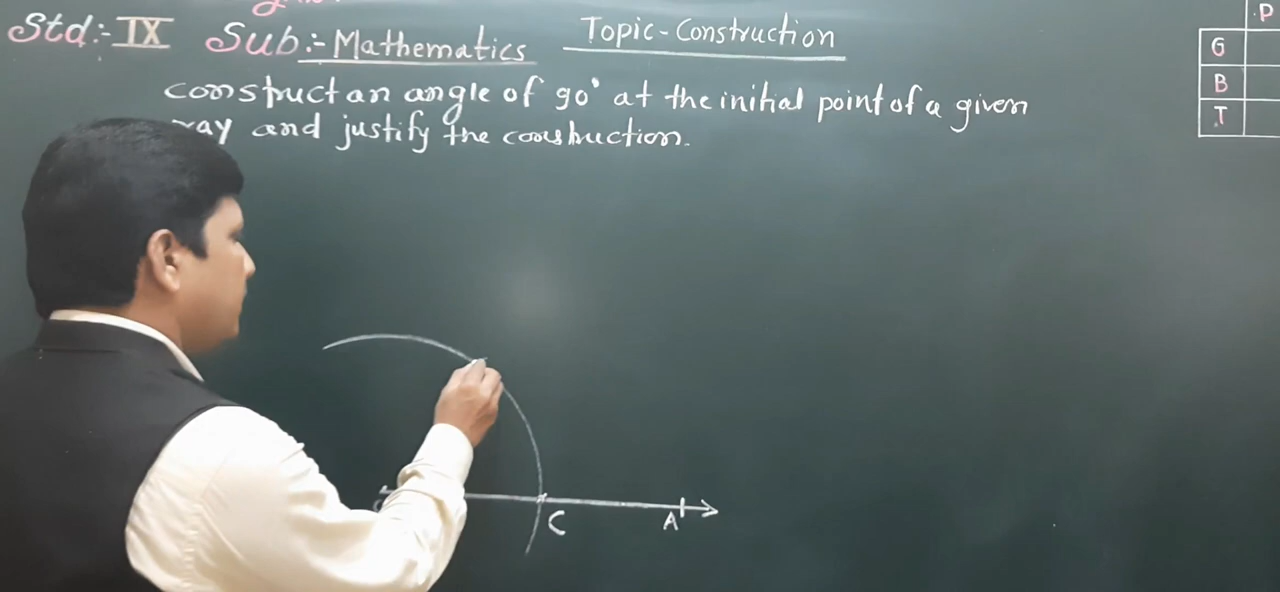 Std:- IX Sub:- Mathematics Topic-Construction
construct an angle of 90° at the initial point of a given
ray and justify the construction.
P
G
B
T
C
A